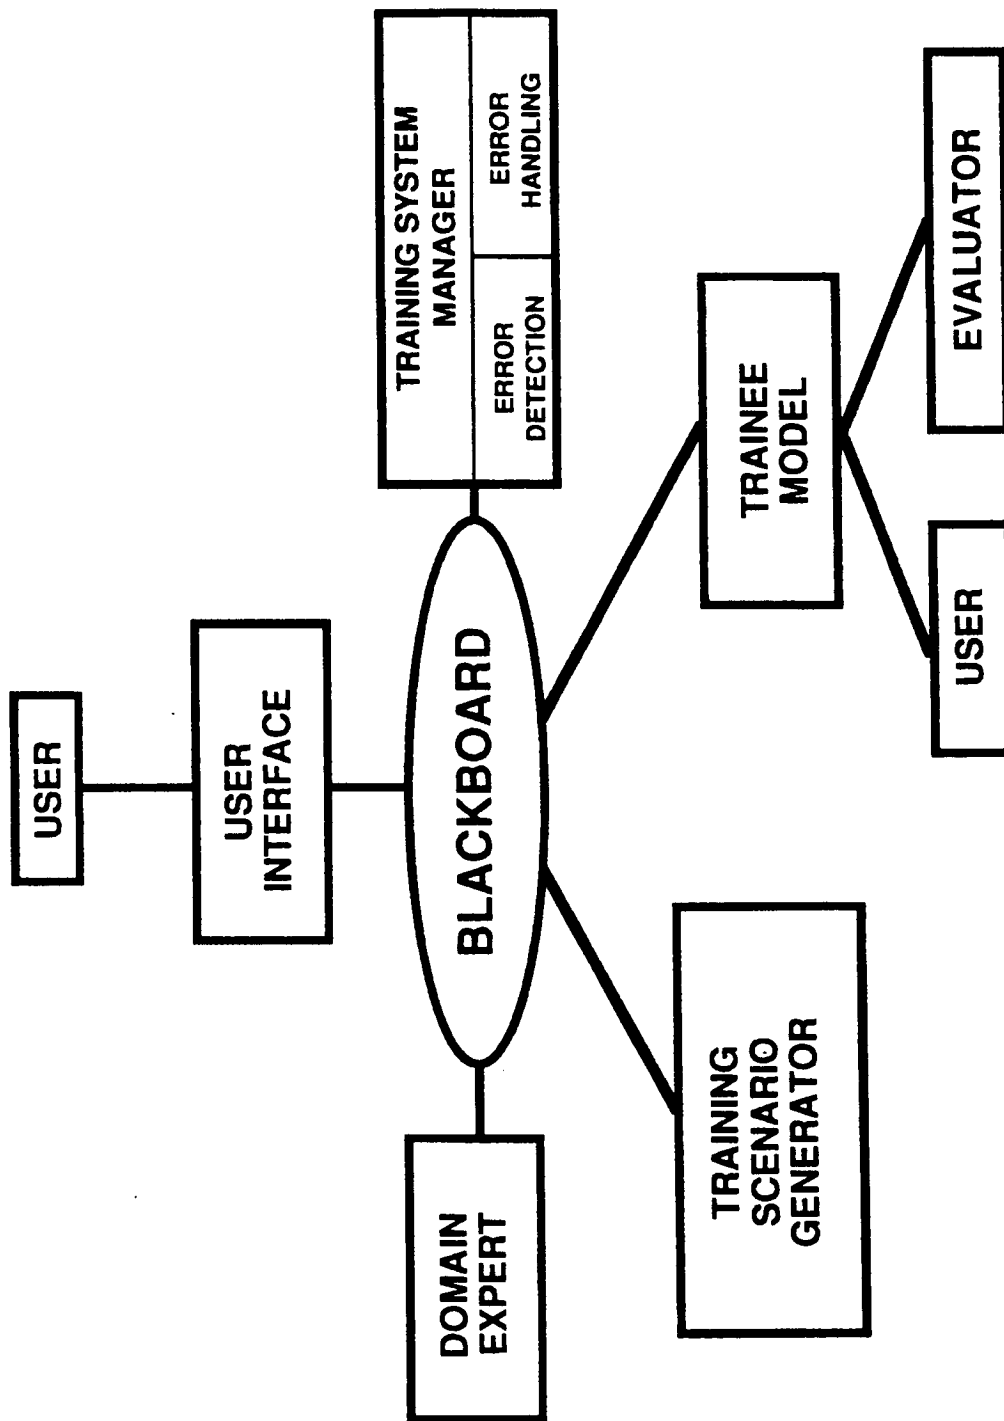 USER
USER
INTERFACE
DOMAIN
EXPERT
BLACKBOARD
TRAINING SYSTEM
MANAGER
ERROR
DETECTION
ERROR
HANDLING
TRAINING
SCENARIO
GENERATOR
TRAINEE
MODEL
USER
EVALUATOR